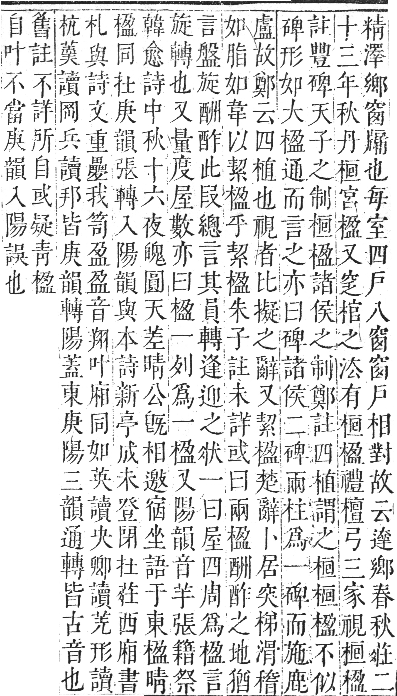 精澤鄉窗牖也每室四戶八窗窗戶相對故云達鄉春秋莊二
十三年秋丹桓宮楹又窆棺之法有桓楹禮檀弓三家視桓楹
註豐碑天子之制桓楹諸侯之制鄭註四植謂之桓桓楹不似
碑形如大楹通而言之亦曰碑諸侯二碑兩柱爲一碑而施鹿
盧故鄭云四植也視者比擬之辭又絜楹楚辭卜居突梯滑稽
如脂如韋以絜楹乎絜楹朱子註未詳或曰兩楹酬酢之地猶
言盤旋酬酢此段總言其員轉逢迎之狀一曰屋四周爲楹言
旋轉也又量度屋數亦曰楹一列爲一楹又陽韻音羊張籍祭
韓愈詩中秋十六夜魄圓天差晴公旣相邀宿坐語于東楹晴
楹同在庚韻張轉入陽韻與本詩新亭成未登閉在莊西廂書
札與詩文重疊我笥盈盈音翔叶廂同如英讀央卿讀羌形讀
杭羹讀岡兵讀邦皆庚韻轉陽蓋東庚陽三韻通轉皆古音也
舊註不詳所自或疑靑楹
自叶不當庚韻入陽誤也